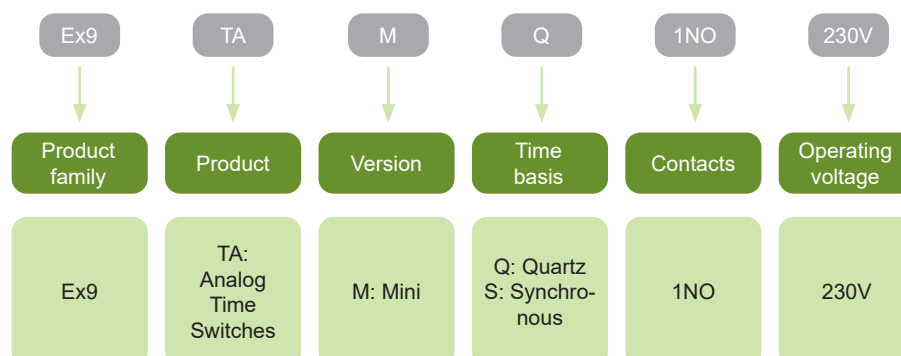 Ex9
TA
M
Q
1NO
230V
Product
family
Product
Version
Time
basis
Contacts
Operating
voltage
Ex9
TA:
Analog
Time
Switches
M: Mini
Q: Quartz
S: Synchro-
nous
1NO
230V